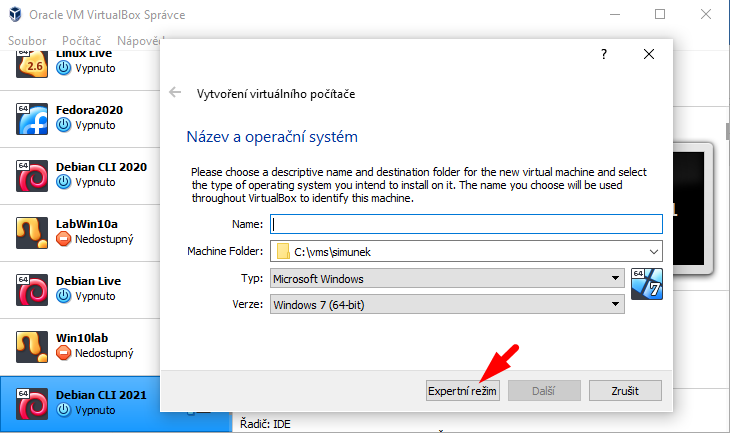 Oracle VM VirtualBox Správce
Soubor Počítač Nápověd
Linux Live
2.6
Vypnuto
64
Fedora2020
Vypnuto
64
Debian CLI 2020
Vypnuto
LabWin10a
Nedostupný
64
Debian Live
Vypnuto
Win10lab
Nedostupný
64
Debian CLI 2021
Vypnuto
?
Vytvoření virtuálního počítače
Název a operační systém
Please choose a descriptive name and destination folder for the new virtual machine and select
the type of operating system you intend to install on it. The name you choose will be used
throughout VirtualBox to identify this machine.
Name:
Machine Folder: C:\vms\simunek
Typ: Microsoft Windows
64
7
Verze: Windows 7 (64-bit)
Expertní režim Další Zrušit
Řadič: IDE